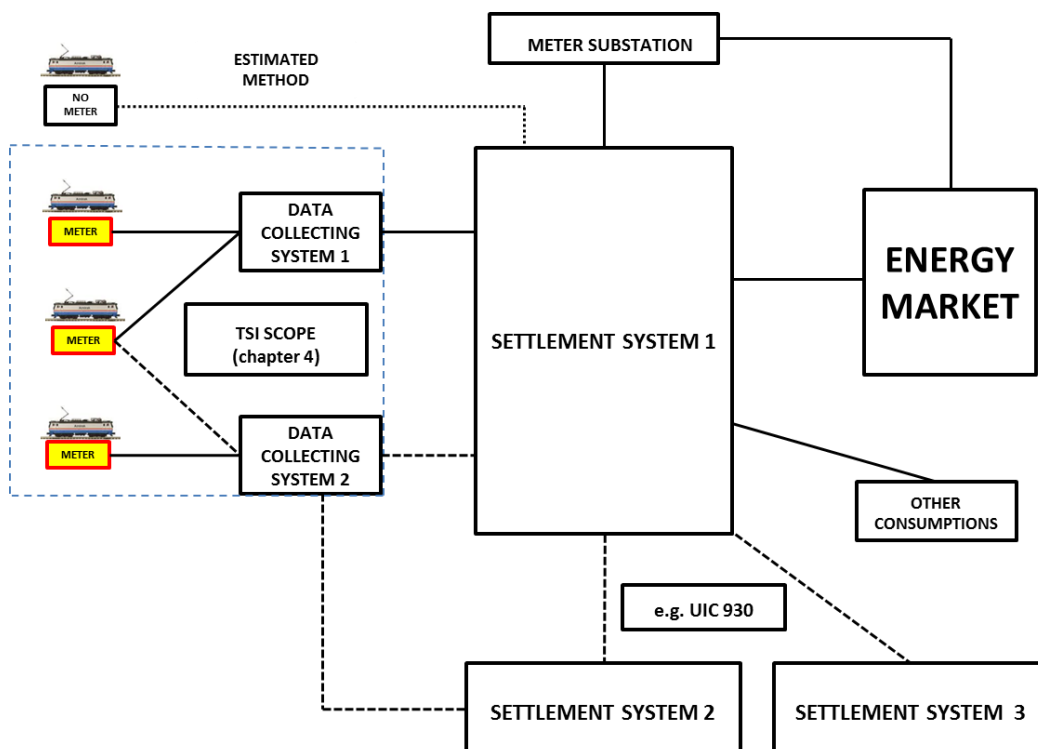 METER SUBSTATION
ESTIMATED
METHOD
NO
METER
METER
DATA
COLLECTING
SYSTEM 1
METER
TSI SCOPE
(chapter 4)
METER
DATA
COLLECTING
SYSTEM 2
SETTLEMENT SYSTEM 1
ENERGY
MARKET
OTHER
CONSUMPTIONS
e.g. UIC 930
SETTLEMENT SYSTEM 2
SETTLEMENT SYSTEM 3